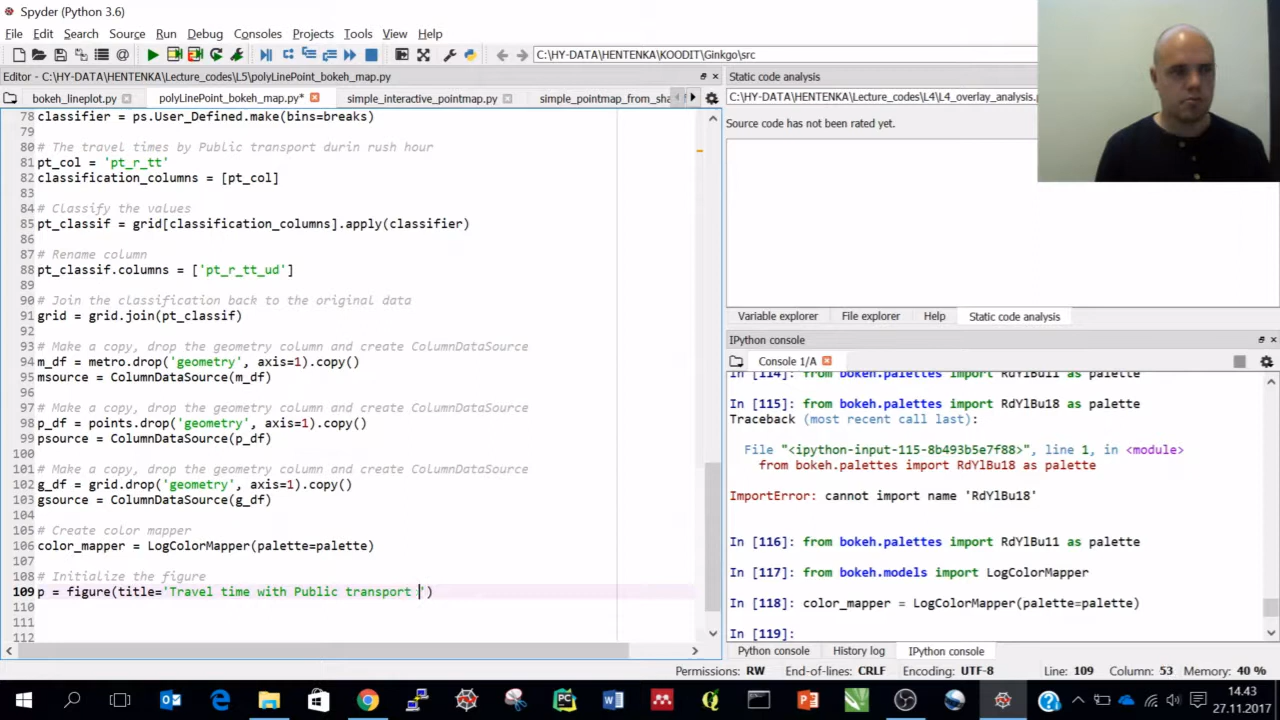 Spyder (Python 3.6)
File Edit Search Source Run Debug Consoles Projects Tools View Help
C:\HY-DATA\HENTENKA\KOODIT\Ginkgo\src
Editor - C:\HY-DATA\HENTENKA\Lecture_codes\L5\polyLinePoint_bokeh_map.py
Static code analysis
bokeh_lineplot.py polyLinePoint_bokeh_map.py* simple_interactive_pointmap.py simple_pointmap_from_sha
C:\HY-DATA\HENTENKA\Lecture_codes\L4\L4_overlay_analysis.p
Source code has not been rated yet.
78 classifier = ps.User_Defined.make(bins=breaks)
79
80 # The travel times by Public transport durin rush hour
81 pt_col = 'pt_r_tt'
82 classification_columns = [pt_col]
83
84 # Classify the values
85 pt_classif = grid[classification_columns].apply(classifier)
86
87 # Rename column
88 pt_classif.columns = ['pt_r_tt_ud']
89
90 # Join the classification back to the original data
91 grid = grid.join(pt_classif)
92
93 # Make a copy, drop the geometry column and create ColumnDataSource
94 m_df = metro.drop('geometry', axis=1).copy()
95 msource = ColumnDataSource(m_df)
96
97 # Make a copy, drop the geometry column and create ColumnDataSource
98 p_df = points.drop('geometry', axis=1).copy()
99 psource = ColumnDataSource(p_df)
100
101 # Make a copy, drop the geometry column and create ColumnDataSource
102 g_df = grid.drop('geometry', axis=1).copy()
103 gsource = ColumnDataSource(g_df)
104
105 # Create color mapper
106 color_mapper = LogColorMapper(palette=palette)
107
108 # Initialize the figure
109 p = figure(title='Travel time with Public transport ')
110
111
112
Variable explorer File explorer Help Static code analysis
IPython console
Console 1/A
In [114]: from bokeh.palettes import RdYlBu11 as palette
In [115]: from bokeh.palettes import RdYlBu18 as palette
Traceback (most recent call last):
File "<ipython-input-115-8b493b5e7f88>", line 1, in <module>
from bokeh.palettes import RdYlBu18 as palette
ImportError: cannot import name 'RdYlBu18'
In [116]: from bokeh.palettes import RdYlBu11 as palette
In [117]: from bokeh.models import LogColorMapper
In [118]: color_mapper = LogColorMapper(palette=palette)
In [119]:
Python console History log IPython console
Permissions: RW End-of-lines: CRLF Encoding: UTF-8 Line: 109 Column: 53 Memory: 40 %
14.43
27.11.2017